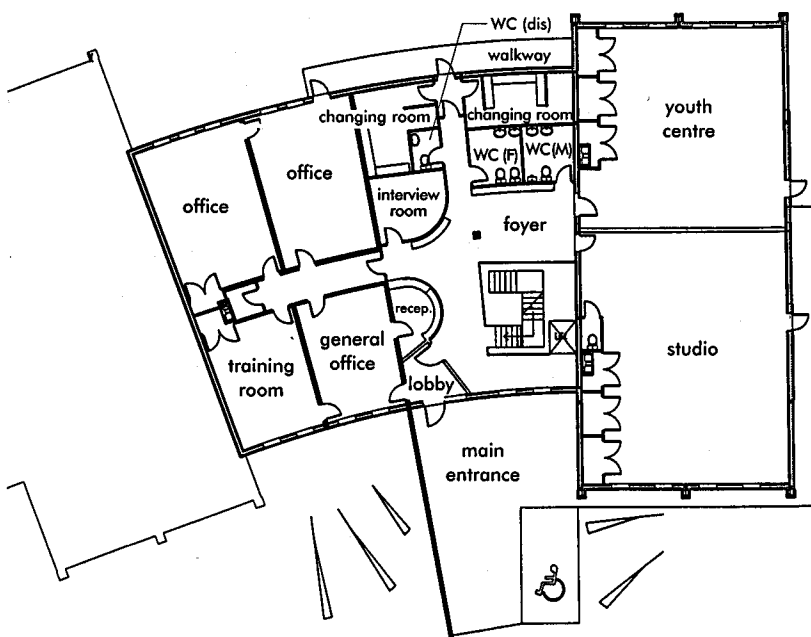 WC (dis)
walkway
changing room
changing room
youth
centre
WC (F)
WC (M)
office
office
interview
room
foyer
recep.
general
office
training
room
lobby
studio
main
entrance